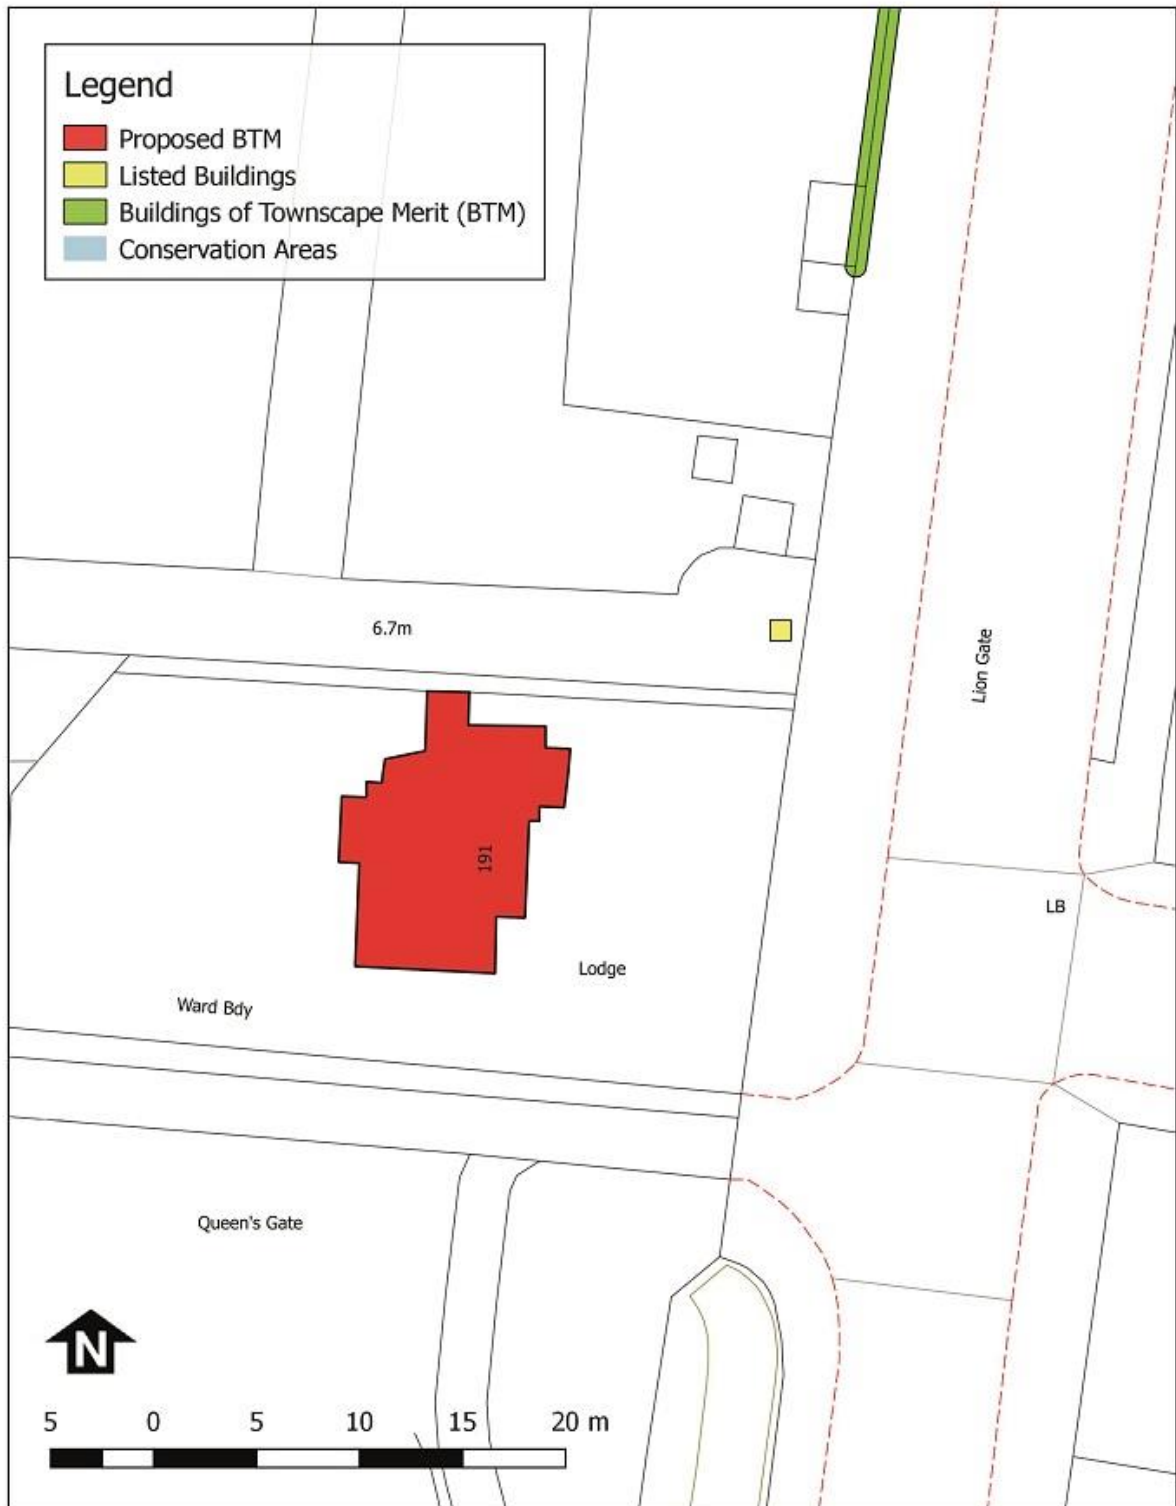 Legend
Proposed BTM
Listed Buildings
Buildings of Townscape Merit (BTM)
Conservation Areas
6.7m
Lion Gate
191
LB
Lodge
Ward Bdy
Queen's Gate
N
5 0 5 10 15 20 m